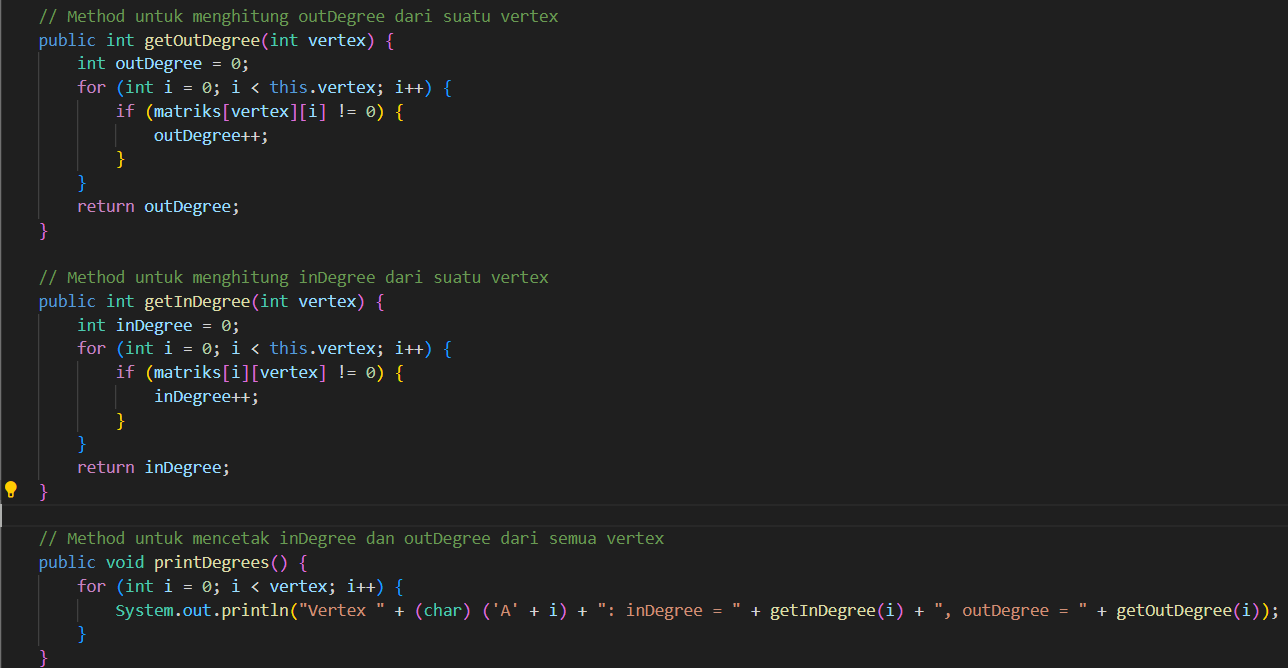 // Method untuk menghitung outDegree dari suatu vertex
public int getOutDegree(int vertex) {
    int outDegree = 0;
    for (int i = 0; i < this.vertex; i++) {
        if (matriks[vertex][i] != 0) {
            outDegree++;
        }
    }
    return outDegree;
}

// Method untuk menghitung inDegree dari suatu vertex
public int getInDegree(int vertex) {
    int inDegree = 0;
    for (int i = 0; i < this.vertex; i++) {
        if (matriks[i][vertex] != 0) {
            inDegree++;
        }
    }
    return inDegree;
}

// Method untuk mencetak inDegree dan outDegree dari semua vertex
public void printDegrees() {
    for (int i = 0; i < vertex; i++) {
        System.out.println("Vertex " + (char) ('A' + i) + ": inDegree = " + getInDegree(i) + ", outDegree = " + getOutDegree(i));
    }
}